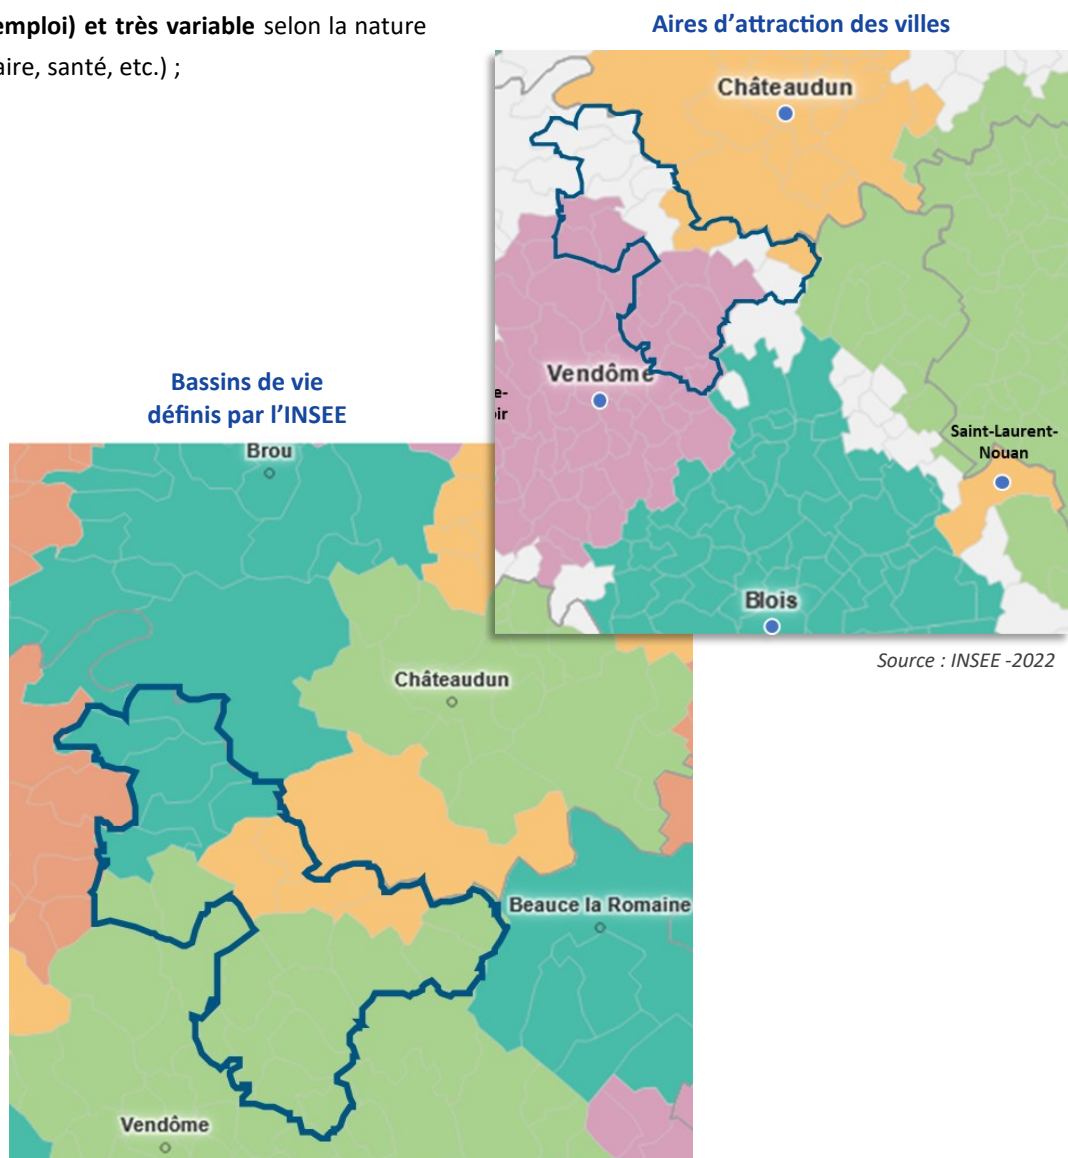 emploi) et très variable selon la nature
aire, santé, etc.) ;
Aires d’attraction des villes
Châteaudun
Vendôme
e-
oir
Saint-Laurent-
Nouan
Blois
Source : INSEE -2022
Bassins de vie
définis par l’INSEE
Brou
Châteaudun
Beauce la Romaine
Vendôme